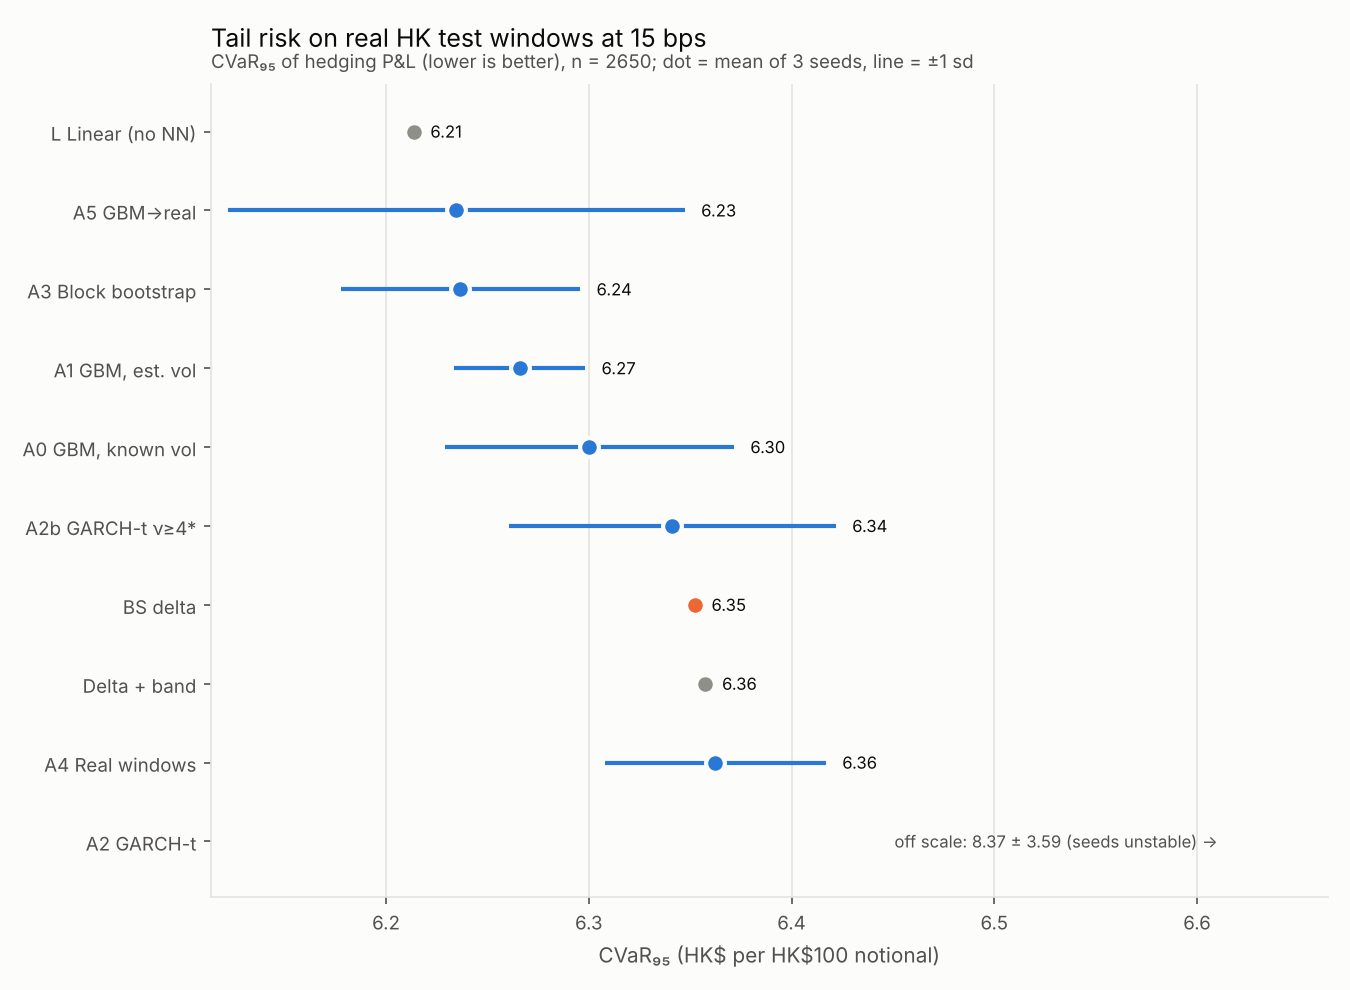 Tail risk on real HK test windows at 15 bps
CVaR₉₅ of hedging P&L (lower is better), n = 2650; dot = mean of 3 seeds, line = ±1 sd
L Linear (no NN) 6.21
A5 GBM→real 6.23
A3 Block bootstrap 6.24
A1 GBM, est. vol 6.27
A0 GBM, known vol 6.30
A2b GARCH-t ν≥4* 6.34
BS delta 6.35
Delta + band 6.36
A4 Real windows 6.36
A2 GARCH-t off scale: 8.37 ± 3.59 (seeds unstable) →
6.2 6.3 6.4 6.5 6.6
CVaR₉₅ (HK$ per HK$100 notional)